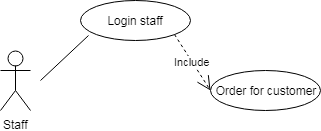 Login staff
Include
Order for customer
Staff